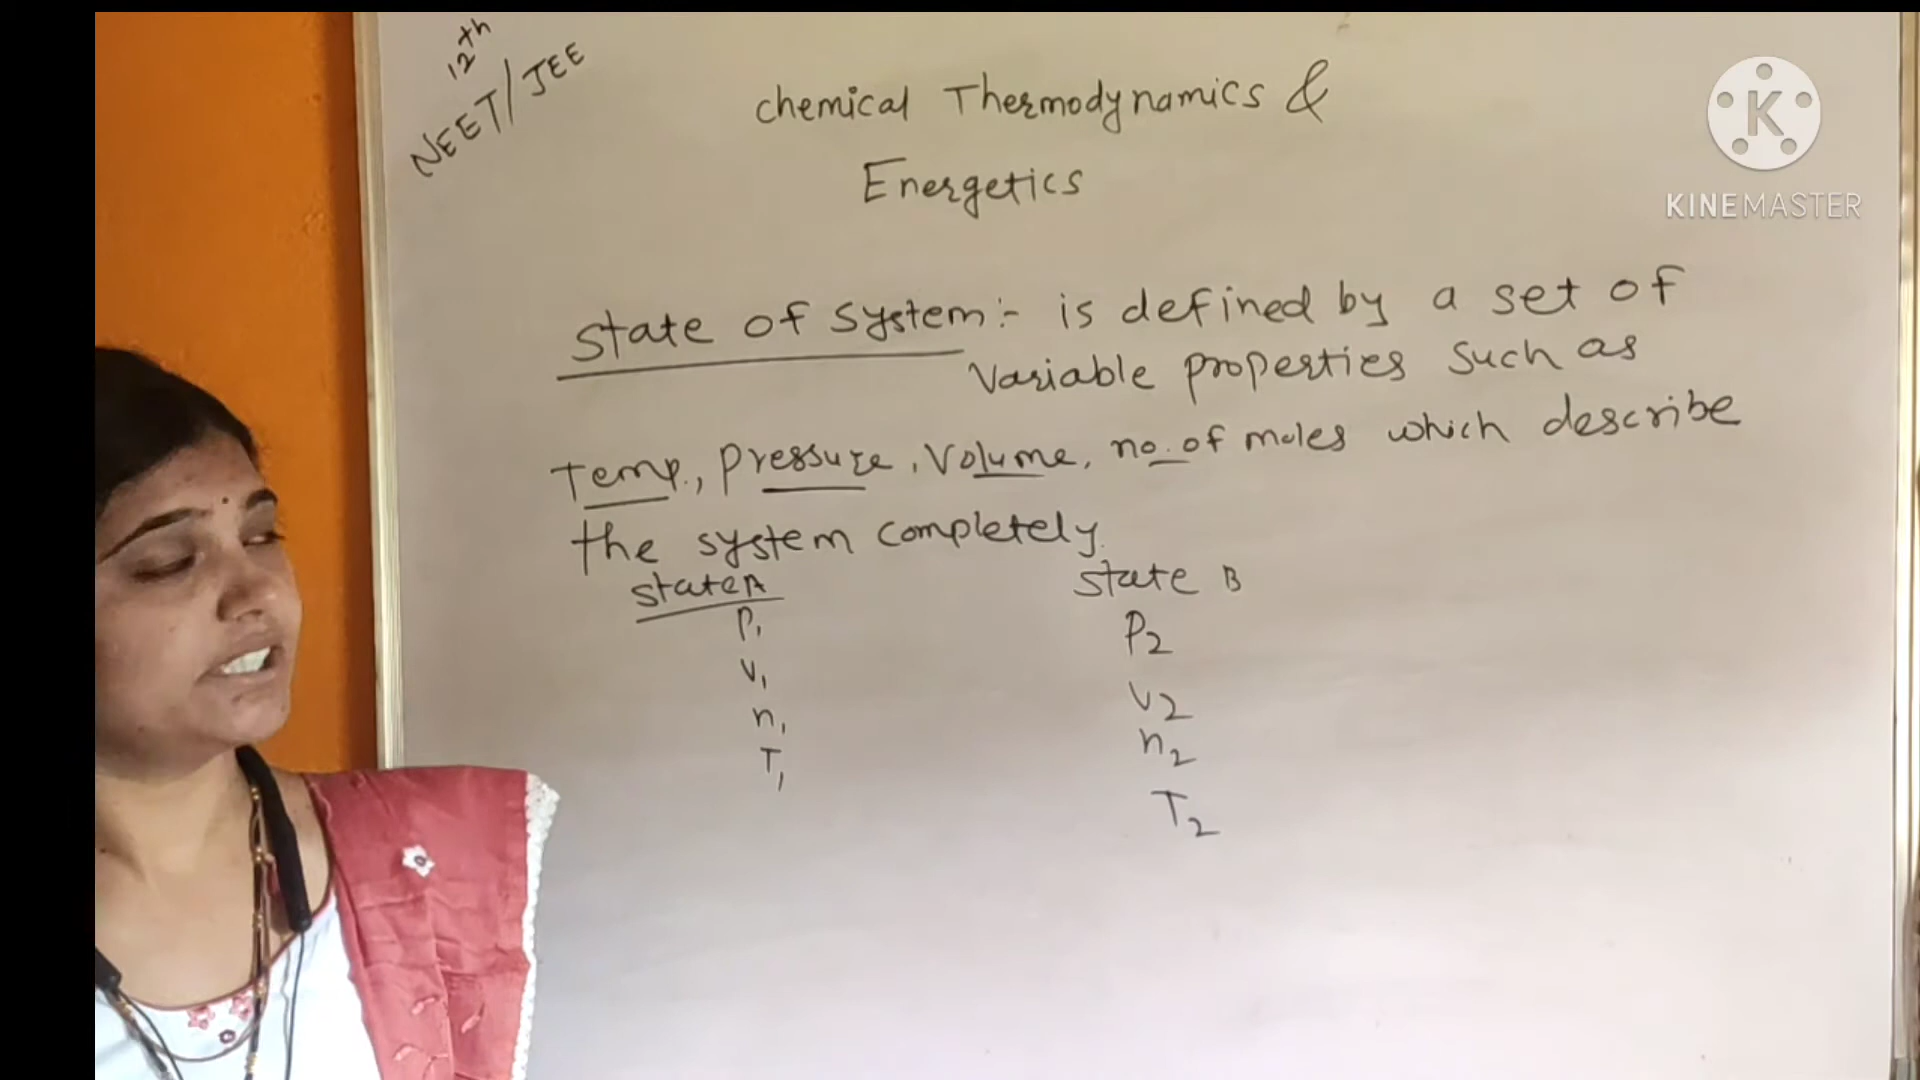 12th
NEET/JEE
chemical Thermodynamics &
Energetics
K
KINEMASTER
State of System:- is defined by a set of
Variable properties such as
Temp., Pressure, Volume, no. of moles which describe
the system completely.
state A
state B
P1
P2
V1
V2
n1
n2
T1
T2